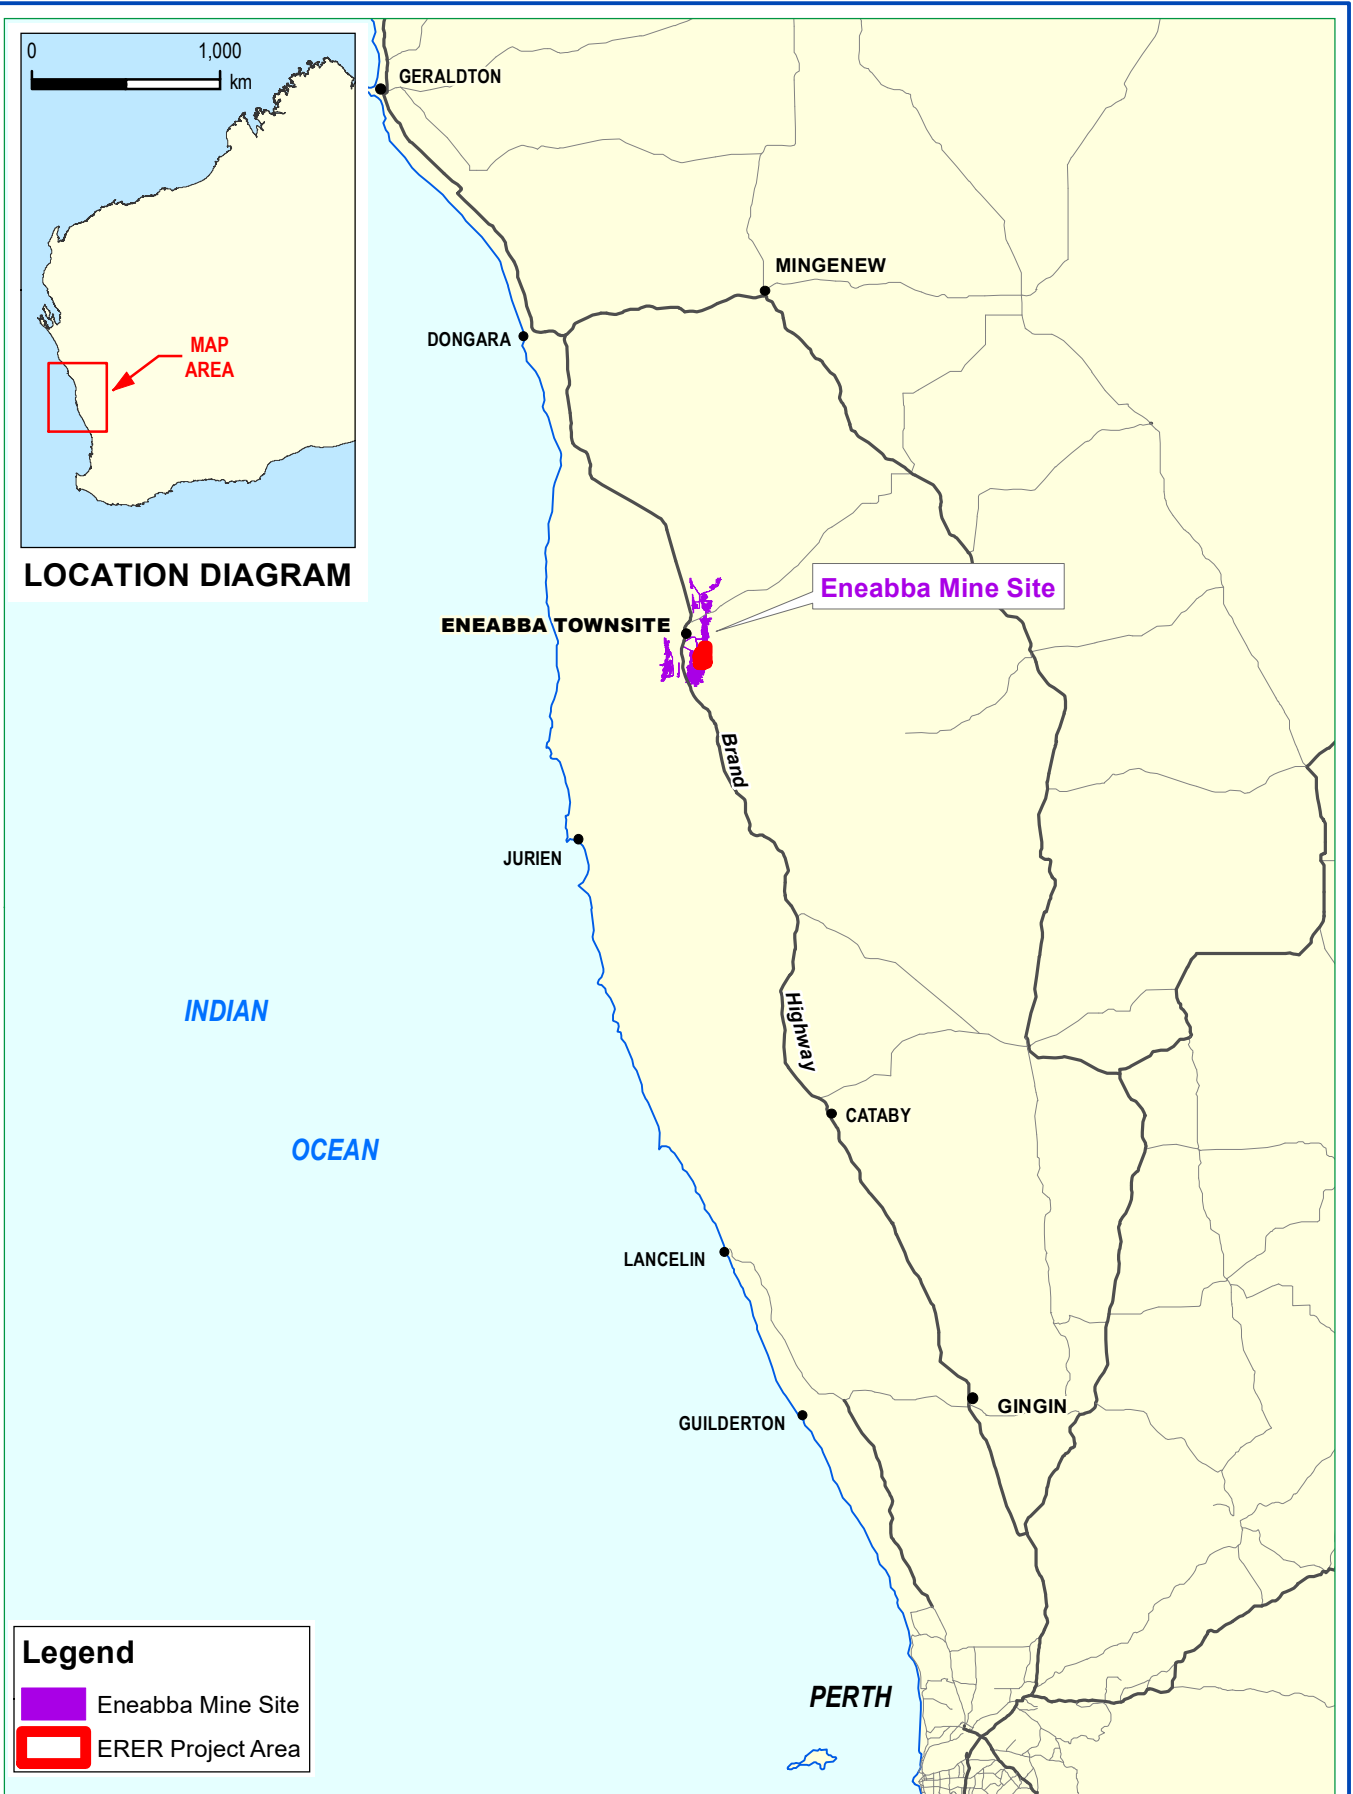 0 1,000
km
MAP
AREA
LOCATION DIAGRAM
GERALDTON
MINGENEW
DONGARA
Eneabba Mine Site
ENEABBA TOWNSITE
Brand
JURIEN
INDIAN
Highway
OCEAN
CATABY
LANCELIN
GINGIN
GUILDERTON
PERTH
Legend
Eneabba Mine Site
ERER Project Area